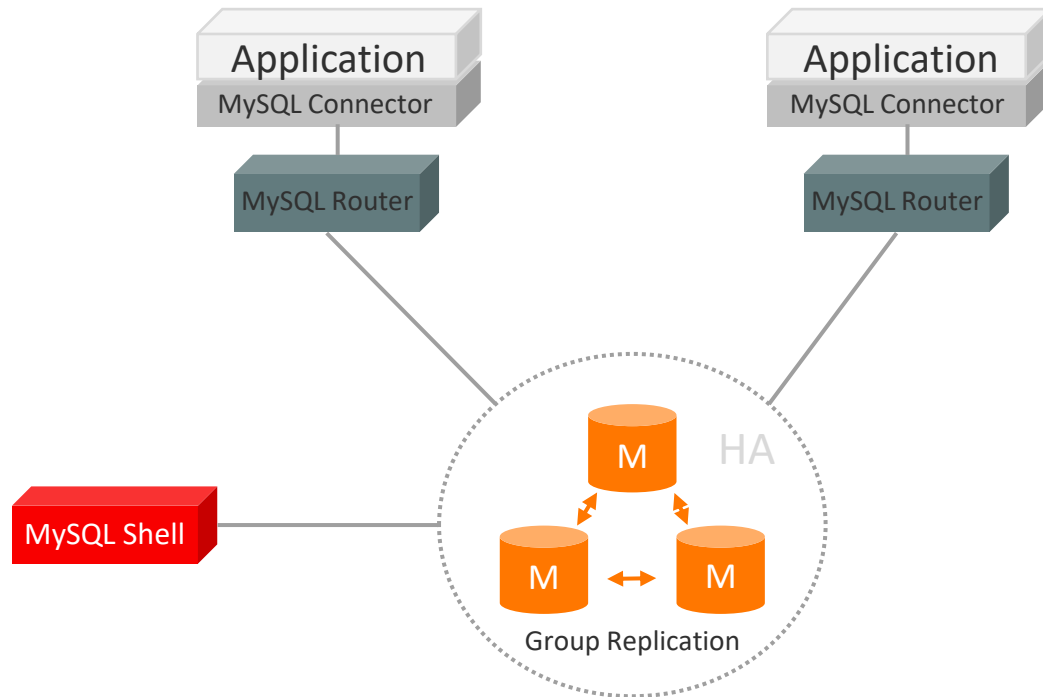 Application
MySQL Connector
MySQL Router
Application
MySQL Connector
MySQL Router
HA
M
MySQL Shell
M
M
Group Replication